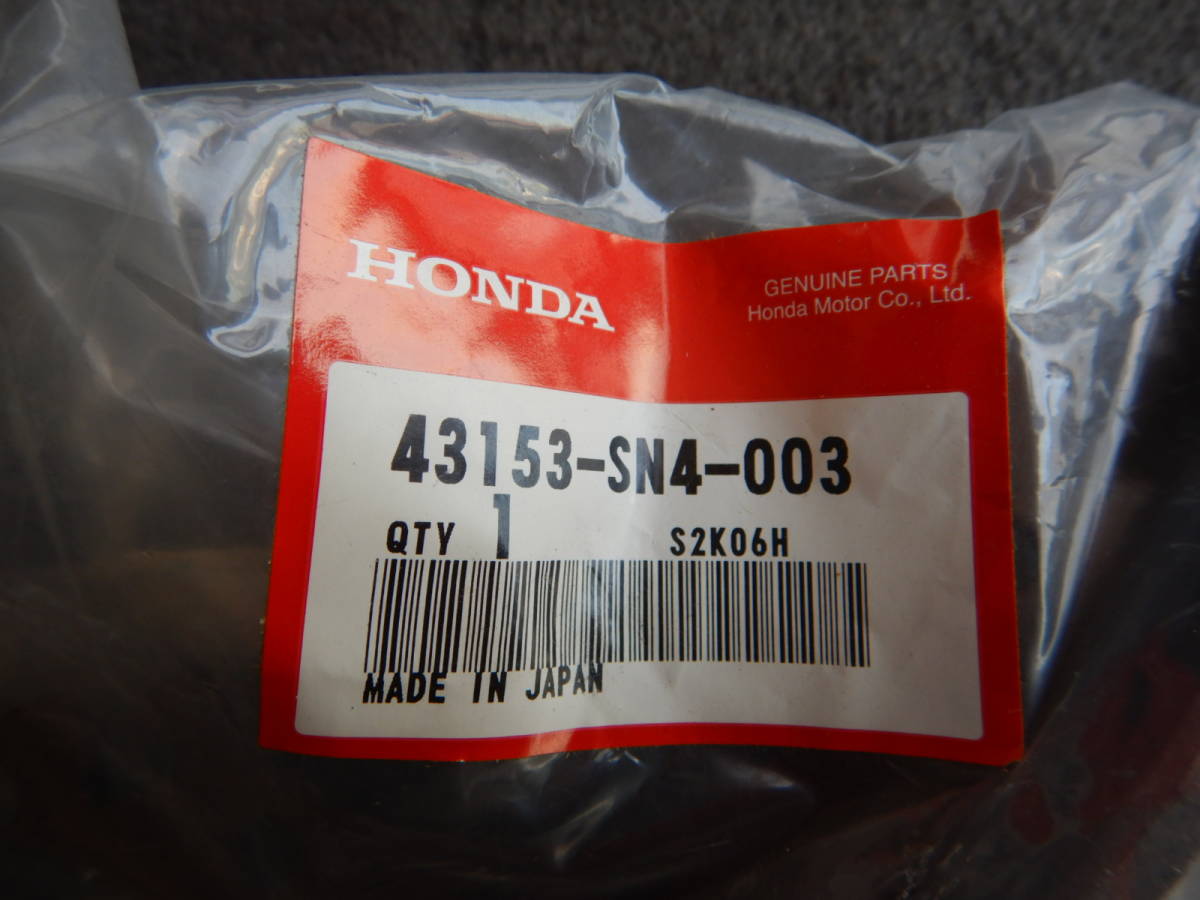 HONDA
GENUINE PARTS
Honda Motor Co., Ltd.
43153-SN4-003
QTY 1 S2K06H
MADE IN JAPAN